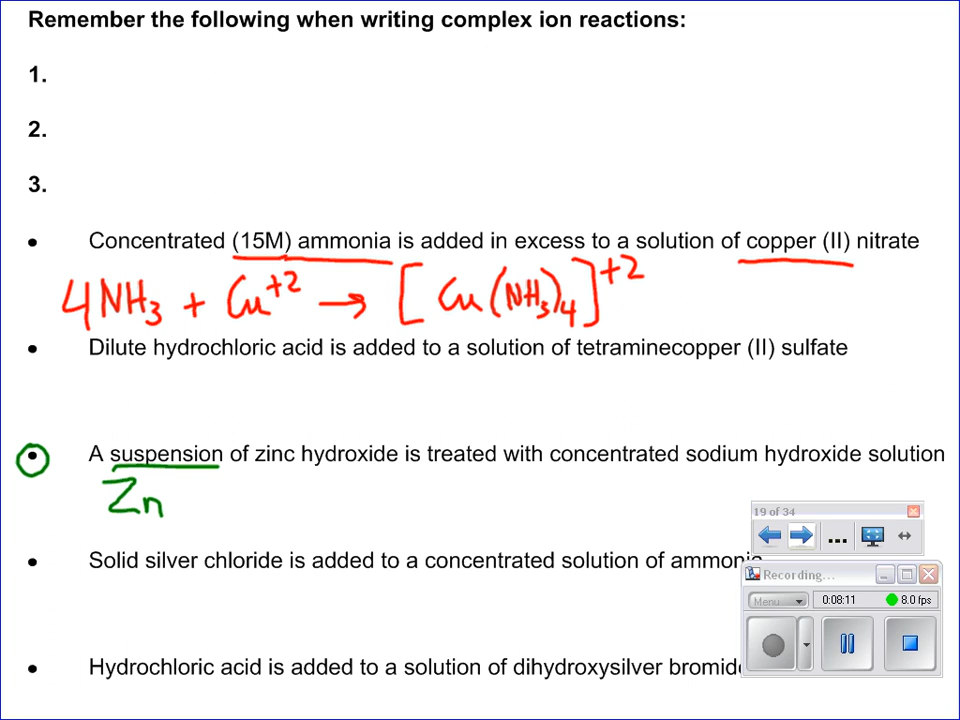 Remember the following when writing complex ion reactions:
1.
2.
3.
• Concentrated (15M) ammonia is added in excess to a solution of copper (II) nitrate
4NH₃ + Cu⁺² → [Cu(NH₃)₄]⁺²
• Dilute hydrochloric acid is added to a solution of tetraminecopper (II) sulfate
• A suspension of zinc hydroxide is treated with concentrated sodium hydroxide solution
Zn
19 of 34
...
• Solid silver chloride is added to a concentrated solution of ammonia
Recording...
Menu 0:08:11 8.0 fps
• Hydrochloric acid is added to a solution of dihydroxysilver bromide